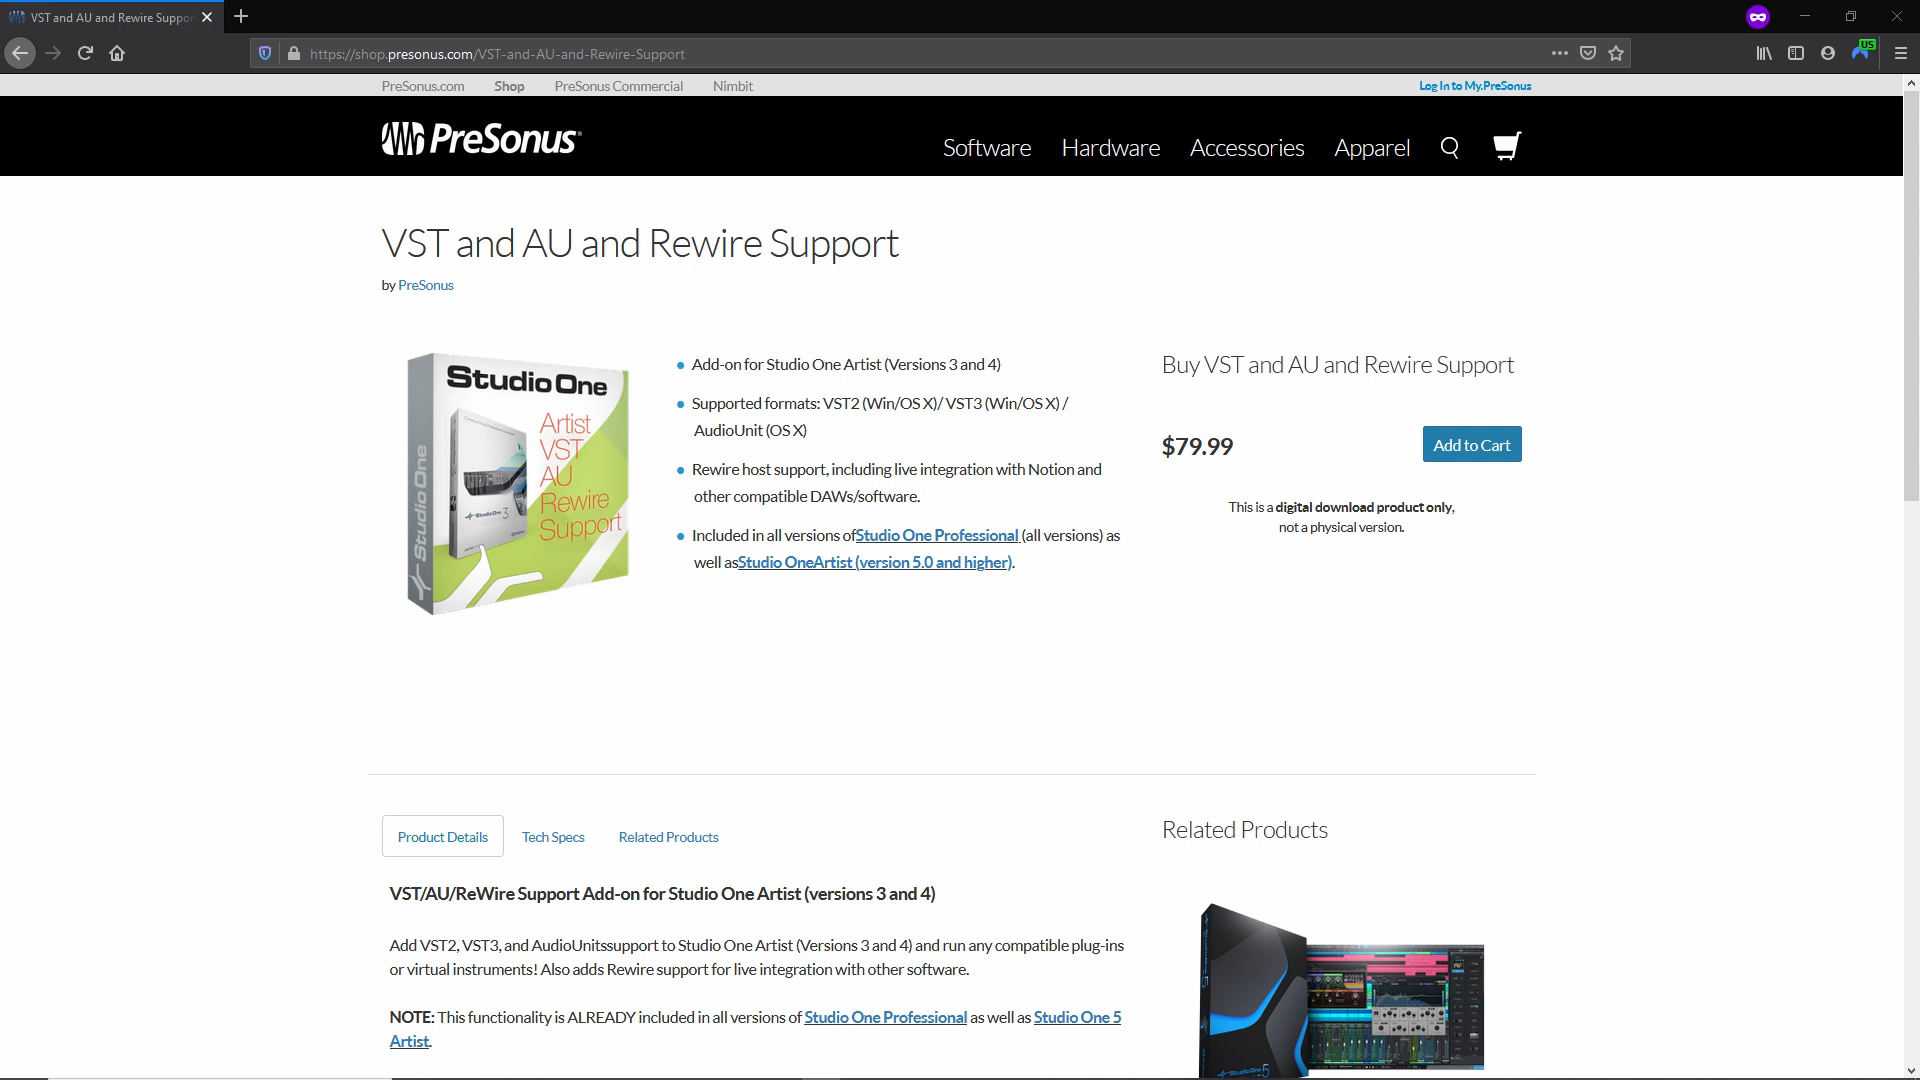 VST and AU and Rewire Suppor
US
https://shop.presonus.com/VST-and-AU-and-Rewire-Support
PreSonus.com Shop PreSonus Commercial Nimbit Log In to My.PreSonus
PreSonus Software Hardware Accessories Apparel
VST and AU and Rewire Support
by PreSonus
Studio One
Artist
VST
AU
Rewire
Support
Studio One
Studio One 3
Add-on for Studio One Artist (Versions 3 and 4)
Supported formats: VST2 (Win/OS X)/ VST3 (Win/OS X) /
AudioUnit (OS X)
Rewire host support, including live integration with Notion and
other compatible DAWs/software.
Included in all versions ofStudio One Professional (all versions) as
well asStudio OneArtist (version 5.0 and higher).
Buy VST and AU and Rewire Support
$79.99 Add to Cart
This is a digital download product only,
not a physical version.
Product Details Tech Specs Related Products
VST/AU/ReWire Support Add-on for Studio One Artist (versions 3 and 4)
Add VST2, VST3, and AudioUnitssupport to Studio One Artist (Versions 3 and 4) and run any compatible plug-ins
or virtual instruments! Also adds Rewire support for live integration with other software.
NOTE: This functionality is ALREADY included in all versions of Studio One Professional as well as Studio One 5
Artist.
Related Products
Studio One 5